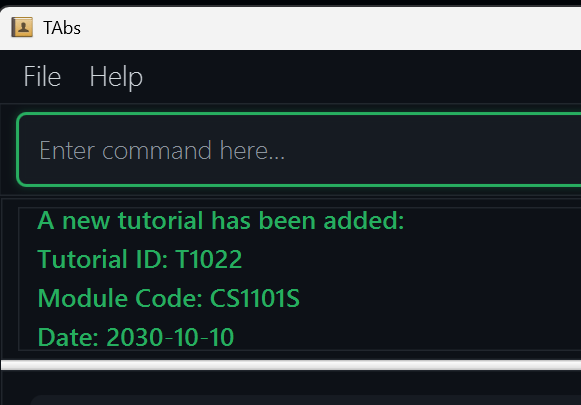 TAbs
File Help
Enter command here...
A new tutorial has been added:
Tutorial ID: T1022
Module Code: CS1101S
Date: 2030-10-10